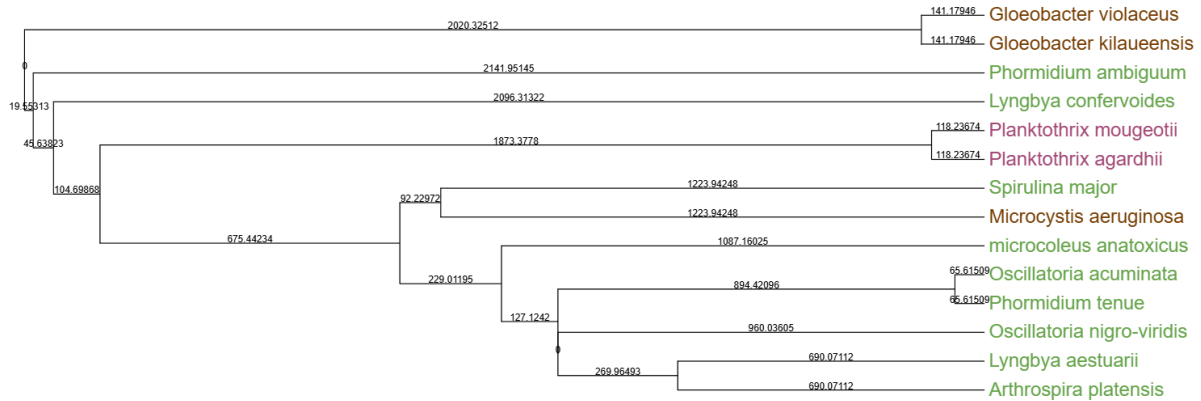 141.17946 Gloeobacter violaceus
2020.32512
141.17946 Gloeobacter kilaueensis
0
2141.95145 Phormidium ambiguum
19.55313
2096.31322 Lyngbya confervoides
118.23674 Planktothrix mougeotii
45.63823
1873.3778
118.23674 Planktothrix agardhii
104.69868
1223.94248 Spirulina major
92.22972
1223.94248 Microcystis aeruginosa
675.44234
1087.16025 microcoleus anatoxicus
65.61509 Oscillatoria acuminata
229.01195
894.42096
65.61509 Phormidium tenue
127.1242
960.03605 Oscillatoria nigro-viridis
0
690.07112 Lyngbya aestuarii
269.96493
690.07112 Arthrospira platensis